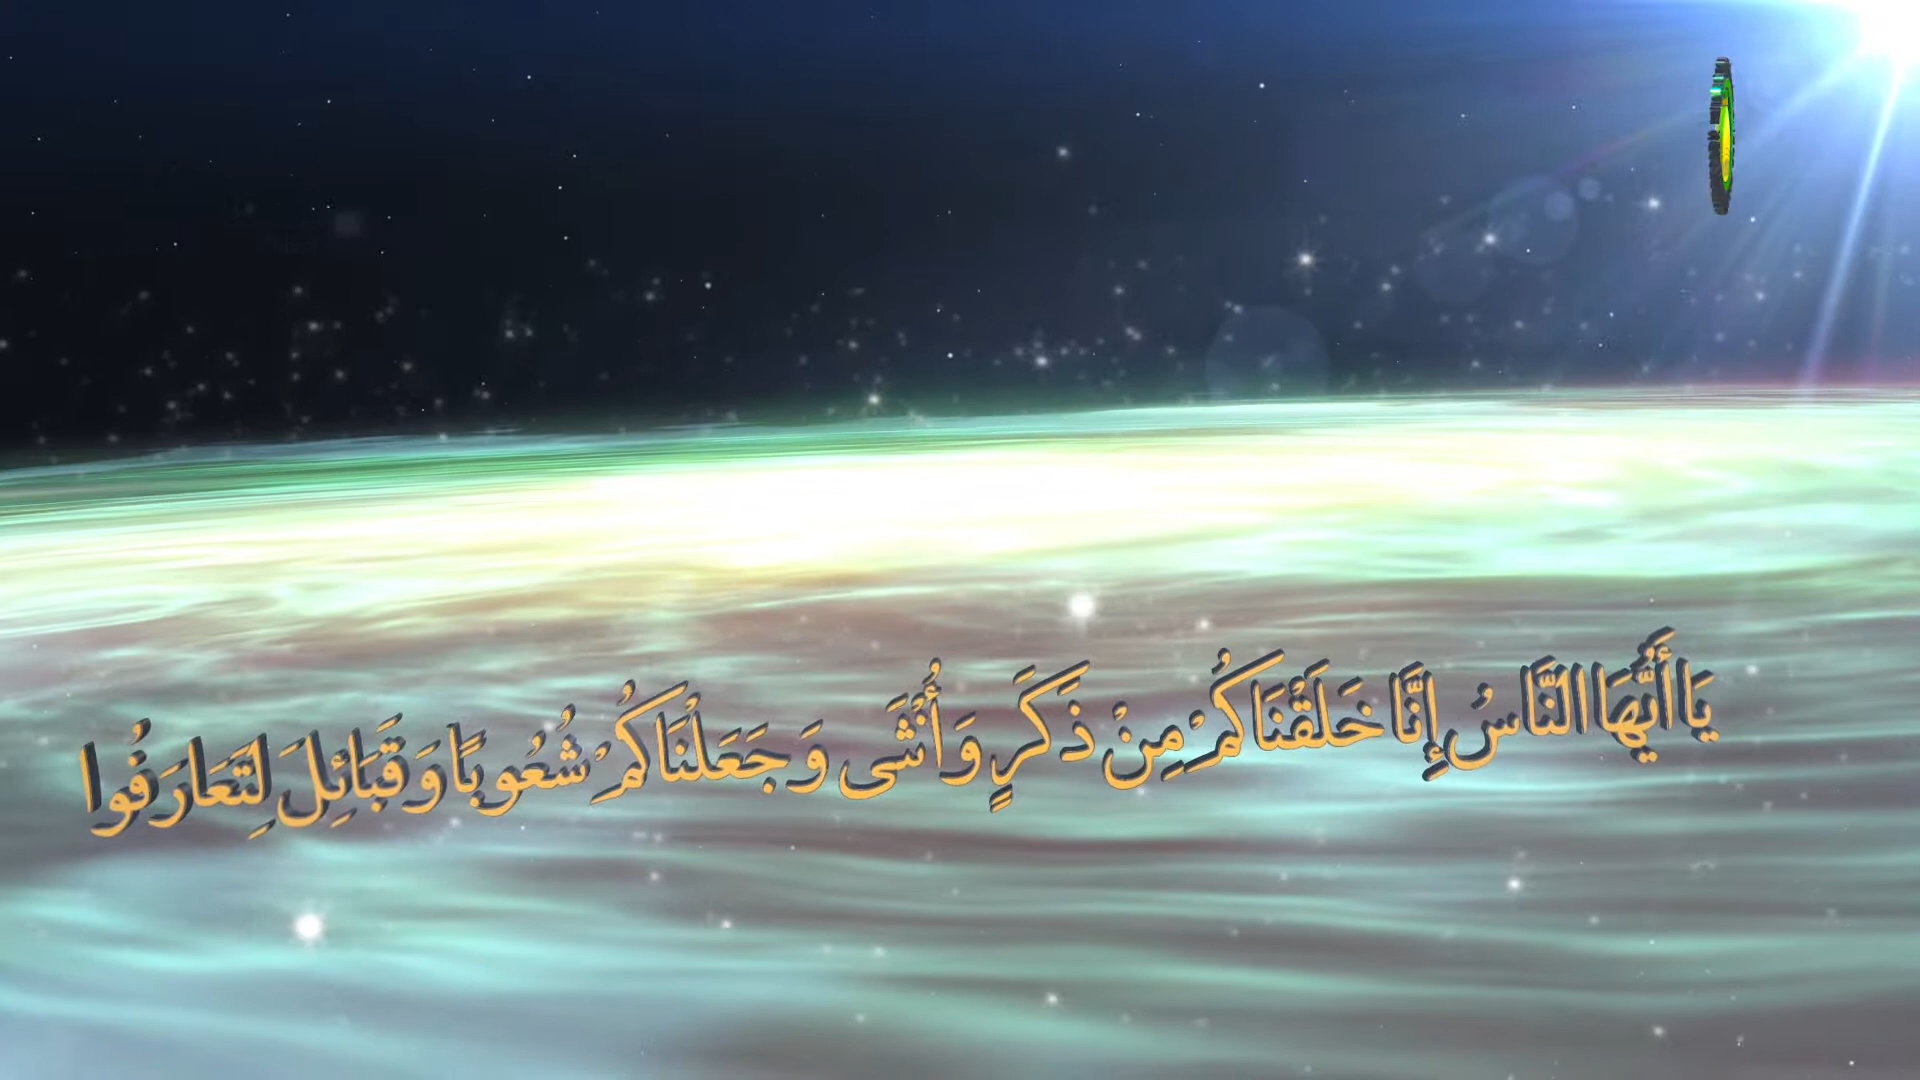 يَا أَيُّهَا النَّاسُ إِنَّا خَلَقْنَاكُمْ مِنْ ذَكَرٍ وَأُنْثَى وَجَعَلْنَاكُمْ شُعُوبًا وَقَبَائِلَ لِتَعَارَفُوا